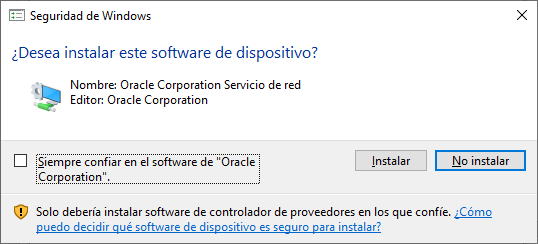 Seguridad de Windows
¿Desea instalar este software de dispositivo?
Nombre: Oracle Corporation Servicio de red
Editor: Oracle Corporation
Siempre confiar en el software de "Oracle
Corporation".
Instalar
No instalar
Solo debería instalar software de controlador de proveedores en los que confíe. ¿Cómo
puedo decidir qué software de dispositivo es seguro para instalar?